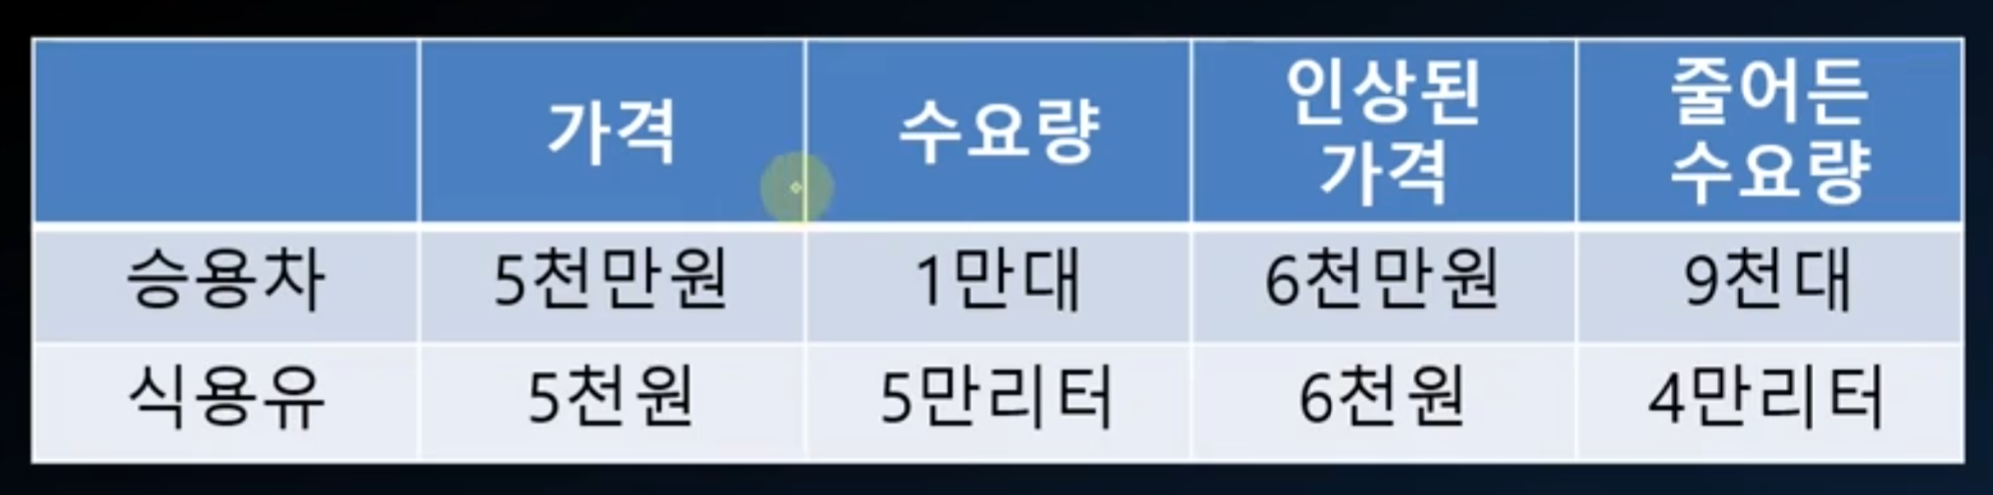 가격 수요량 인상된 가격 줄어든 수요량
승용차 5천만원 1만대 6천만원 9천대
식용유 5천원 5만리터 6천원 4만리터